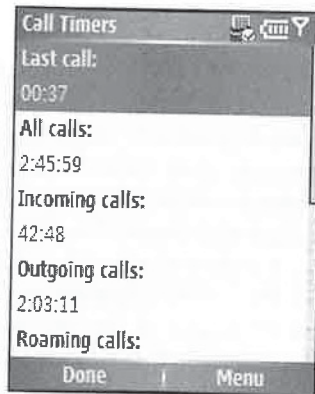 Call Timers
Last call:
00:37
All calls:
2:45:59
Incoming calls:
42:48
Outgoing calls:
2:03:11
Roaming calls:
Done Menu